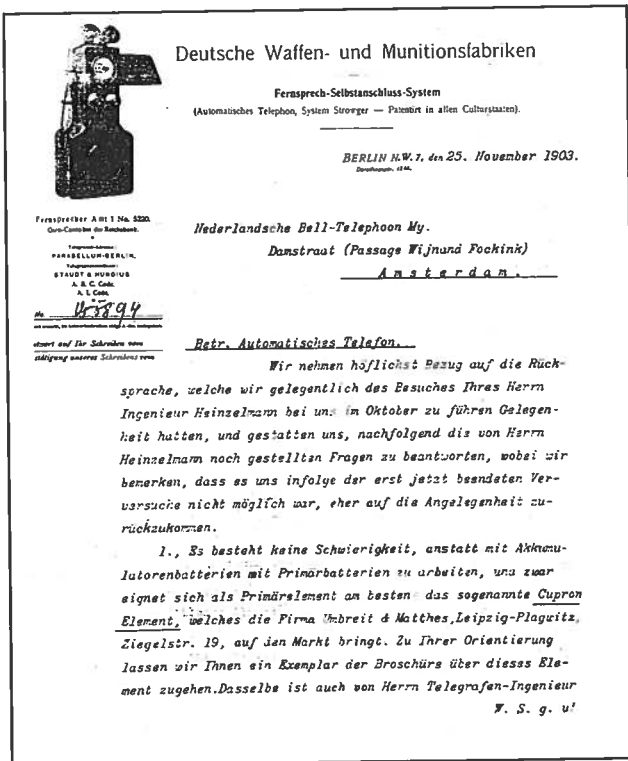 Deutsche Waffen- und Munitionsfabriken
Fernsprech-Selbstanschluss-System
(Automatisches Telephon, System Strowger — Patentirt in allen Culturstaaten).
BERLIN N.W. 7, den 25. November 1903.
Fernsprecher Amt 1 No. 5220.
Giro-Conto bei der Reichsbank.
PARABELLUM-BERLIN.
STAUDT & HUNDIUS
A. B. C. Code.
A. I. Code.
No.
Nederlandsche Bell-Telephoon My.
Damstraat (Passage Wijnand Fockink)
Amsterdam.
Betr. Automatisches Telefon.
Wir nehmen höflichst Bezug auf die Rück-
sprache, welche wir gelegentlich des Besuches Ihres Herrn
Ingenieur Heinzelmann bei uns im Oktober zu führen Gelegen-
heit hatten, und gestatten uns, nachfolgend die von Herrn
Heinzelmann noch gestellten Fragen zu beantworten, wobei wir
bemerken, dass es uns infolge der erst jetzt beendeten Ver-
versuche nicht möglich war, eher auf die Angelegenheit zu-
rückzukommen.
1., Es besteht keine Schwierigkeit, anstatt mit Akkumu-
latorenbatterien mit Primärbatterien zu arbeiten, und zwar
eignet sich als Primärelement am besten das sogenannte Cupron
Element, welches die Firma Umbreit & Matthes, Leipzig-Plagwitz,
Ziegelstr. 19, auf den Markt bringt. Zu Ihrer Orientierung
lassen wir Ihnen ein Exemplar der Broschüre über dieses Ele-
ment zugehen. Dasselbe ist auch von Herrn Telegrafen-Ingenieur
W. S. g. u!